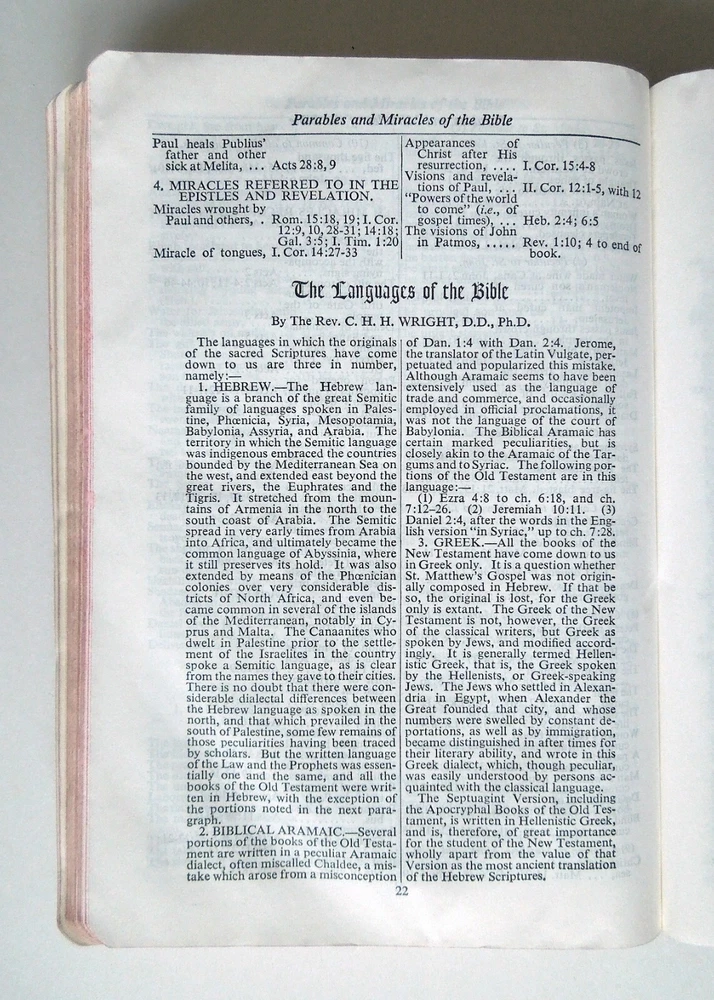 Parables and Miracles of the Bible
Paul heals Publius'
father and other
sick at Melita, ... Acts 28:8, 9
4. MIRACLES REFERRED TO IN THE
EPISTLES AND REVELATION.
Miracles wrought by
Paul and others, . Rom. 15:18, 19; I. Cor.
12:9, 10, 28-31; 14:18;
Gal. 3:5; I. Tim. 1:20
Miracle of tongues, I. Cor. 14:27-33
Appearances of
Christ after His
resurrection, .... I. Cor. 15:4-8
Visions and revela-
tions of Paul, ... II. Cor. 12:1-5, with 12
"Powers of the world
to come" (i.e., of
gospel times), ... Heb. 2:4; 6:5
The visions of John
in Patmos, ..... Rev. 1:10; 4 to end of
book.
The Languages of the Bible
By The Rev. C. H. H. WRIGHT, D.D., Ph.D.
The languages in which the originals
of the sacred Scriptures have come
down to us are three in number,
namely:—
1. HEBREW.—The Hebrew lan-
guage is a branch of the great Semitic
family of languages spoken in Pales-
tine, Phœnicia, Syria, Mesopotamia,
Babylonia, Assyria, and Arabia. The
territory in which the Semitic language
was indigenous embraced the countries
bounded by the Mediterranean Sea on
the west, and extended east beyond the
great rivers, the Euphrates and the
Tigris. It stretched from the moun-
tains of Armenia in the north to the
south coast of Arabia. The Semitic
spread in very early times from Arabia
into Africa, and ultimately became the
common language of Abyssinia, where
it still preserves its hold. It was also
extended by means of the Phœnician
colonies over very considerable dis-
tricts of North Africa, and even be-
came common in several of the islands
of the Mediterranean, notably in Cy-
prus and Malta. The Canaanites who
dwelt in Palestine prior to the settle-
ment of the Israelites in the country
spoke a Semitic language, as is clear
from the names they gave to their cities.
There is no doubt that there were con-
siderable dialectal differences between
the Hebrew language as spoken in the
north, and that which prevailed in the
south of Palestine, some few remains of
those peculiarities having been traced
by scholars. But the written language
of the Law and the Prophets was essen-
tially one and the same, and all the
books of the Old Testament were writ-
ten in Hebrew, with the exception of
the portions noted in the next para-
graph.
2. BIBLICAL ARAMAIC.—Several
portions of the books of the Old Testa-
ment are written in a peculiar Aramaic
dialect, often miscalled Chaldee, a mis-
take which arose from a misconception
of Dan. 1:4 with Dan. 2:4. Jerome,
the translator of the Latin Vulgate, per-
petuated and popularized this mistake.
Although Aramaic seems to have been
extensively used as the language of
trade and commerce, and occasionally
employed in official proclamations, it
was not the language of the court of
Babylonia. The Biblical Aramaic has
certain marked peculiarities, but is
closely akin to the Aramaic of the Tar-
gums and to Syriac. The following por-
tions of the Old Testament are in this
language:—
(1) Ezra 4:8 to ch. 6:18, and ch.
7:12-26. (2) Jeremiah 10:11. (3)
Daniel 2:4, after the words in the Eng-
lish version "in Syriac," up to ch. 7:28.
3. GREEK.—All the books of the
New Testament have come down to us
in Greek only. It is a question whether
St. Matthew's Gospel was not origin-
ally composed in Hebrew. If that be
so, the original is lost, for the Greek
only is extant. The Greek of the New
Testament is not, however, the Greek
of the classical writers, but Greek as
spoken by Jews, and modified accord-
ingly. It is generally termed Hellen-
istic Greek, that is, the Greek spoken
by the Hellenists, or Greek-speaking
Jews. The Jews who settled in Alexan-
dria in Egypt, when Alexander the
Great founded that city, and whose
numbers were swelled by constant de-
portations, as well as by immigration,
became distinguished in after times for
their literary ability, and wrote in this
Greek dialect, which, though peculiar,
was easily understood by persons ac-
quainted with the classical language.
The Septuagint Version, including
the Apocryphal Books of the Old Tes-
tament, is written in Hellenistic Greek,
and is, therefore, of great importance
for the student of the New Testament,
wholly apart from the value of that
Version as the most ancient translation
of the Hebrew Scriptures.
22